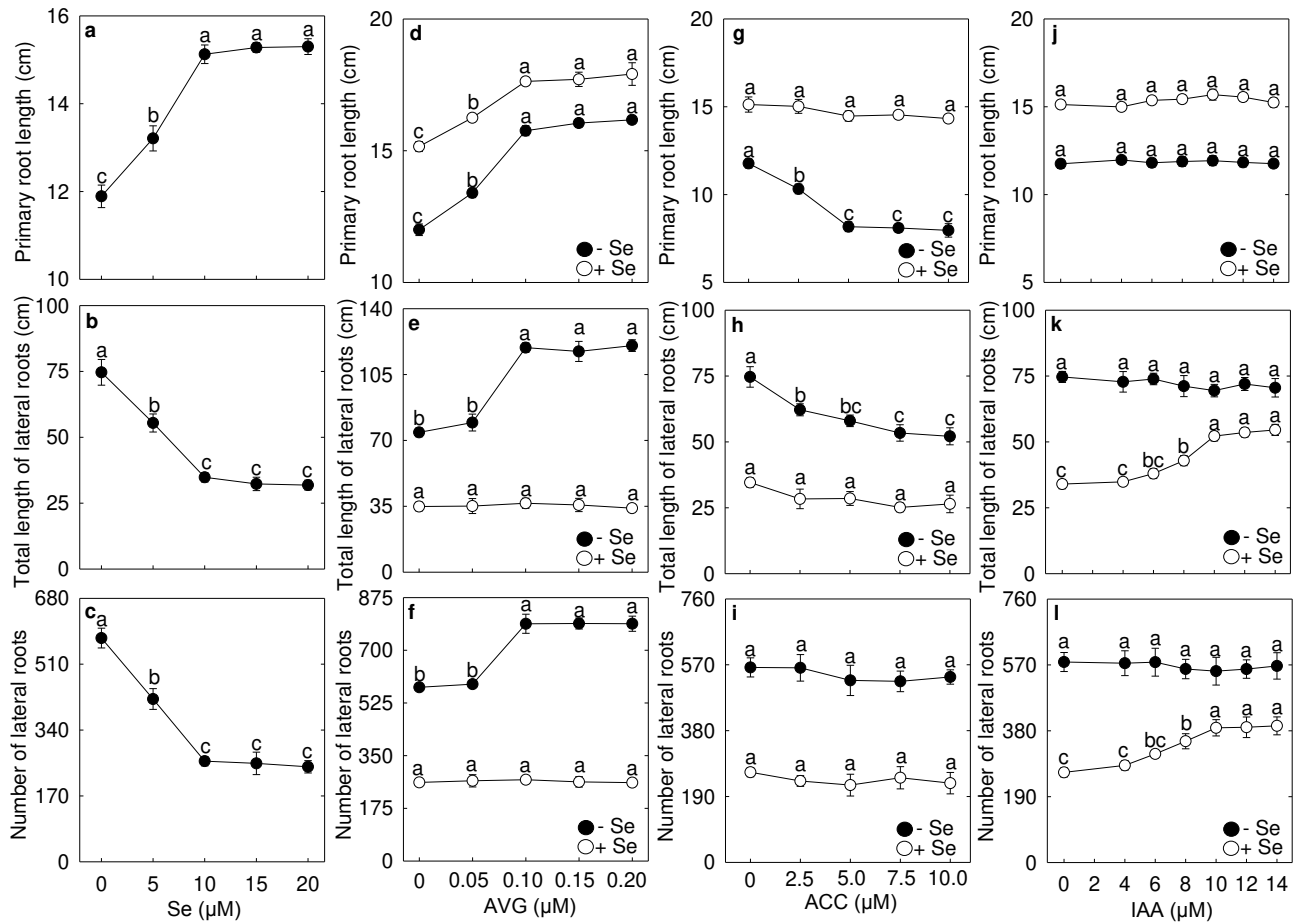 a
Primary root length (cm)
16
14
12
10
c
b
a
a
a
d
Primary root length (cm)
20
15
10
c
b
a
a
a
c
b
a
a
a
- Se
+ Se
g
Primary root length (cm)
20
15
10
5
a
a
a
a
a
a
b
c
c
c
- Se
+ Se
j
Primary root length (cm)
20
15
10
5
a
a
a
a
a
a
a
a
a
a
a
a
a
a
- Se
+ Se
b
Total length of lateral roots (cm)
100
75
50
25
0
a
b
c
c
c
e
Total length of lateral roots (cm)
140
105
70
35
0
b
b
a
a
a
a
a
a
a
a
- Se
+ Se
h
Total length of lateral roots (cm)
100
75
50
25
0
a
b
bc
c
c
a
a
a
a
a
- Se
+ Se
k
Total length of lateral roots (cm)
100
75
50
25
0
a
a
a
a
a
a
a
c
c
bc
b
a
a
a
- Se
+ Se
c
Number of lateral roots
680
510
340
170
0
a
b
c
c
c
0 5 10 15 20
Se (µM)
f
Number of lateral roots
875
700
525
350
175
0
b
b
a
a
a
a
a
a
a
a
- Se
+ Se
0 0.05 0.10 0.15 0.20
AVG (µM)
i
Number of lateral roots
760
570
380
190
0
a
a
a
a
a
a
a
a
a
a
- Se
+ Se
0 2.5 5.0 7.5 10.0
ACC (µM)
l
Number of lateral roots
760
570
380
190
0
a
a
a
a
a
a
a
c
c
bc
b
a
a
a
- Se
+ Se
0 2 4 6 8 10 12 14
IAA (µM)